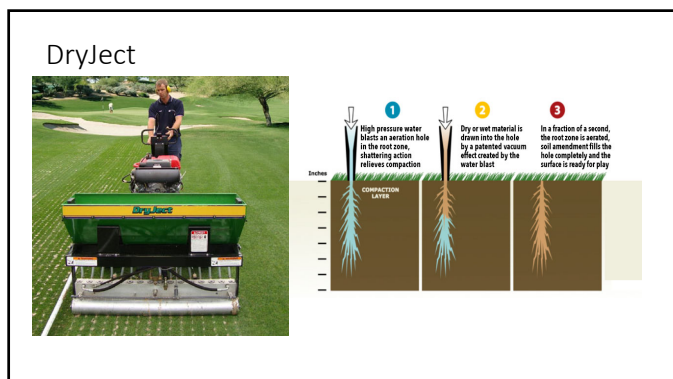 DryJect
DryJect
1
High pressure water
blasts an aeration hole
in the root zone,
shattering action
relieves compaction
2
Dry or wet material is
drawn into the hole
by a patented vacuum
effect created by the
water blast
3
In a fraction of a second,
the root zone is aerated,
soil amendment fills the
hole completely and the
surface is ready for play
Inches
COMPACTION
LAYER